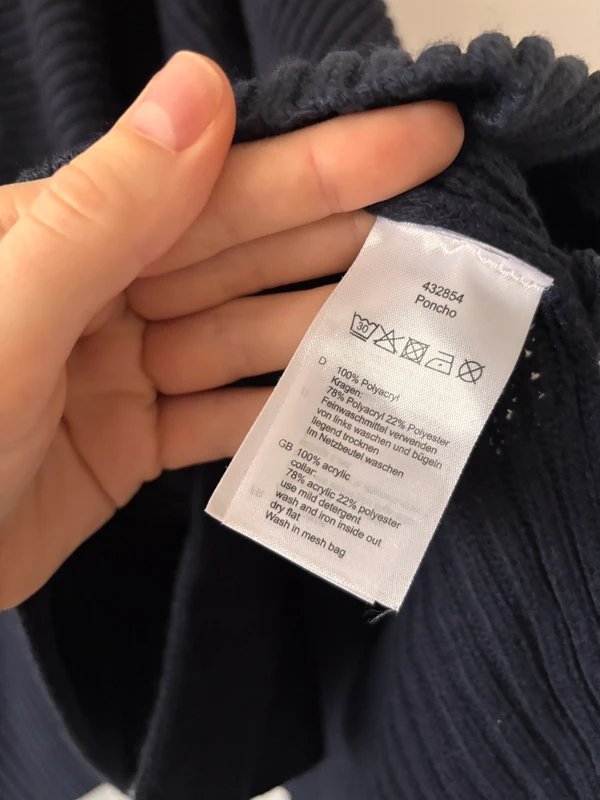 432854
Poncho
30
D 100% Polyacryl
Kragen:
78% Polyacryl 22% Polyester
Feinwaschmittel verwenden
von links waschen und bügeln
liegend trocknen
Im Netzbeutel waschen
GB 100% acrylic
collar:
78% acrylic 22% polyester
use mild detergent
wash and iron inside out
dry flat
Wash in mesh bag